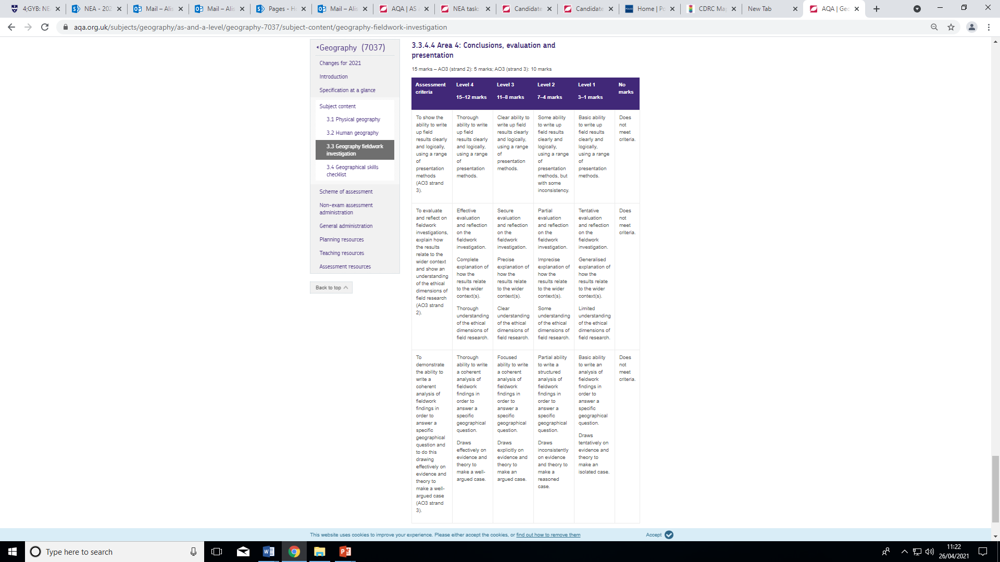 4;GYB: NE
NEA - 202
Mail – Alis
Mail – Alis
Pages - H
Mail – Alis
AQA | AS a
NEA task:
Candidate
Candidate
Home | Po
CDRC Ma
New Tab
AQA | Geo
aqa.org.uk/subjects/geography/as-and-a-level/geography-7037/subject-content/geography-fieldwork-investigation
Geography (7037)
Changes for 2021
Introduction
Specification at a glance
Subject content
3.1 Physical geography
3.2 Human geography
3.3 Geography fieldwork
investigation
3.4 Geographical skills
checklist
Scheme of assessment
Non-exam assessment
administration
General administration
Planning resources
Teaching resources
Assessment resources
Back to top
3.3.4.4 Area 4: Conclusions, evaluation and
presentation
15 marks – AO3 (strand 2): 5 marks; AO3 (strand 3): 10 marks
Assessment
criteria
Level 4
15–12 marks
Level 3
11–8 marks
Level 2
7–4 marks
Level 1
3–1 marks
No
marks
To show the
ability to write
up field
results clearly
and logically,
using a range
of
presentation
methods
(AO3 strand
3).
Thorough
ability to write
up field
results clearly
and logically,
using a range
of
presentation
methods.
Clear ability to
write up field
results clearly
and logically,
using a range
of
presentation
methods.
Some ability
to write up
field results
clearly and
logically,
using a range
of
presentation
methods, but
with some
inconsistency.
Basic ability
to write up
field results
clearly and
logically,
using a range
of
presentation
methods.
Does
not
meet
criteria.
To evaluate
and reflect on
fieldwork
investigations,
explain how
the results
relate to the
wider context
and show an
understanding
of the ethical
dimensions of
field research
(AO3 strand
2).
Effective
evaluation
and reflection
on the
fieldwork
investigation.
Complete
explanation of
how the
results relate
to the wider
context(s).
Thorough
understanding
of the ethical
dimensions of
field research.
Secure
evaluation
and reflection
on the
fieldwork
investigation.
Precise
explanation of
how the
results relate
to the wider
context(s).
Clear
understanding
of the ethical
dimensions of
field research.
Partial
evaluation
and reflection
on the
fieldwork
investigation.
Imprecise
explanation of
how the
results relate
to the wider
context(s).
Some
understanding
of the ethical
dimensions of
field research.
Tentative
evaluation
and reflection
on the
fieldwork
investigation.
Generalised
explanation of
how the
results relate
to the wider
context(s).
Limited
understanding
of the ethical
dimensions of
field research.
Does
not
meet
criteria.
To
demonstrate
the ability to
write a
coherent
analysis of
fieldwork
findings in
order to
answer a
specific
geographical
question and
to do this
drawing
effectively on
evidence and
theory to
make a well-
argued case
(AO3 strand
3).
Thorough
ability to write
a coherent
analysis of
fieldwork
findings in
order to
answer a
specific
geographical
question.
Draws
effectively on
evidence and
theory to
make a well-
argued case.
Focused
ability to write
a coherent
analysis of
fieldwork
findings in
order to
answer a
specific
geographical
question.
Draws
explicitly on
evidence and
theory to
make an
argued case.
Partial ability
to write a
structured
analysis of
fieldwork
findings in
order to
answer a
specific
geographical
question.
Draws
inconsistently
on evidence
and theory to
make a
reasoned
case.
Basic ability
to write an
analysis of
fieldwork
findings in
order to
answer a
specific
geographical
question.
Draws
tentatively on
evidence and
theory to
make an
isolated case.
Does
not
meet
criteria.
This website uses cookies to improve your experience. Please either accept the cookies, or find out how to remove them
Accept
Type here to search
11:22
26/04/2021